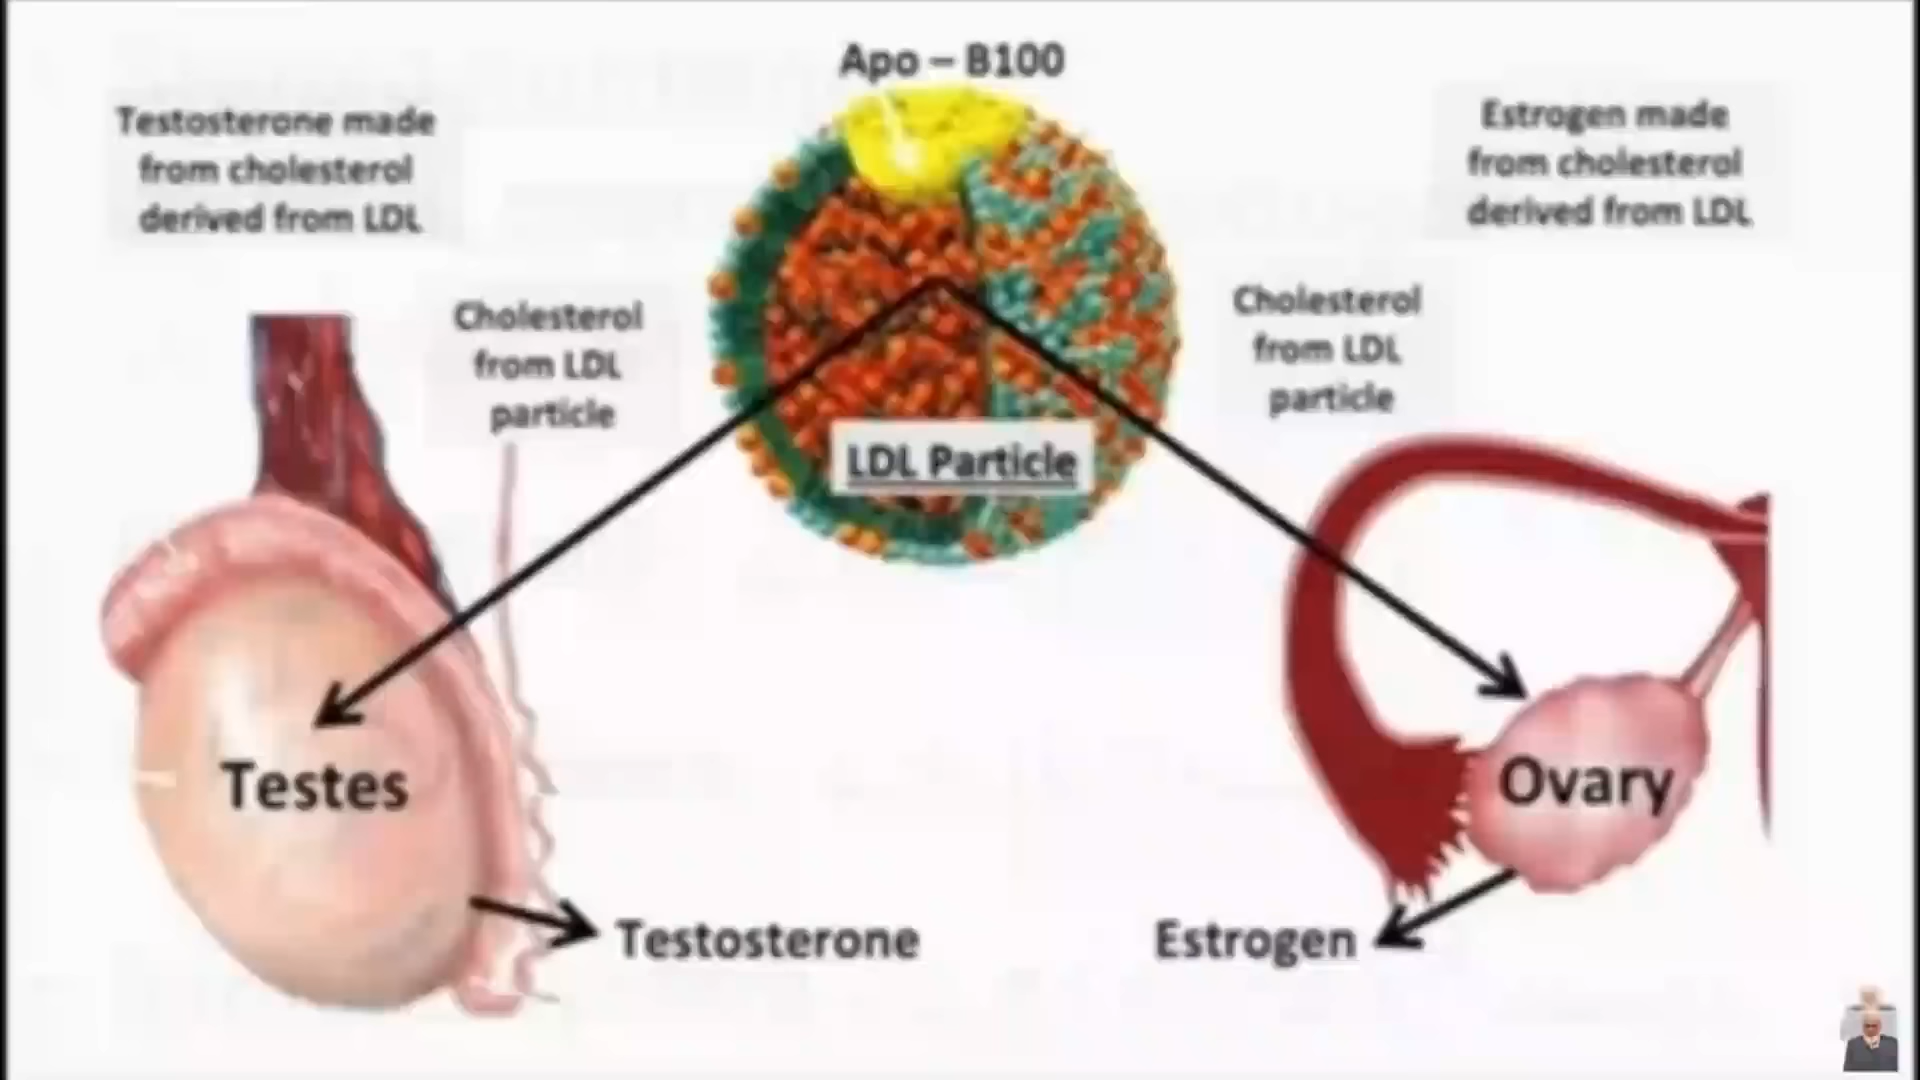 Apo – B100
Testosterone made
from cholesterol
derived from LDL
Estrogen made
from cholesterol
derived from LDL
Cholesterol
from LDL
particle
Cholesterol
from LDL
particle
LDL Particle
Testes
Ovary
Testosterone
Estrogen